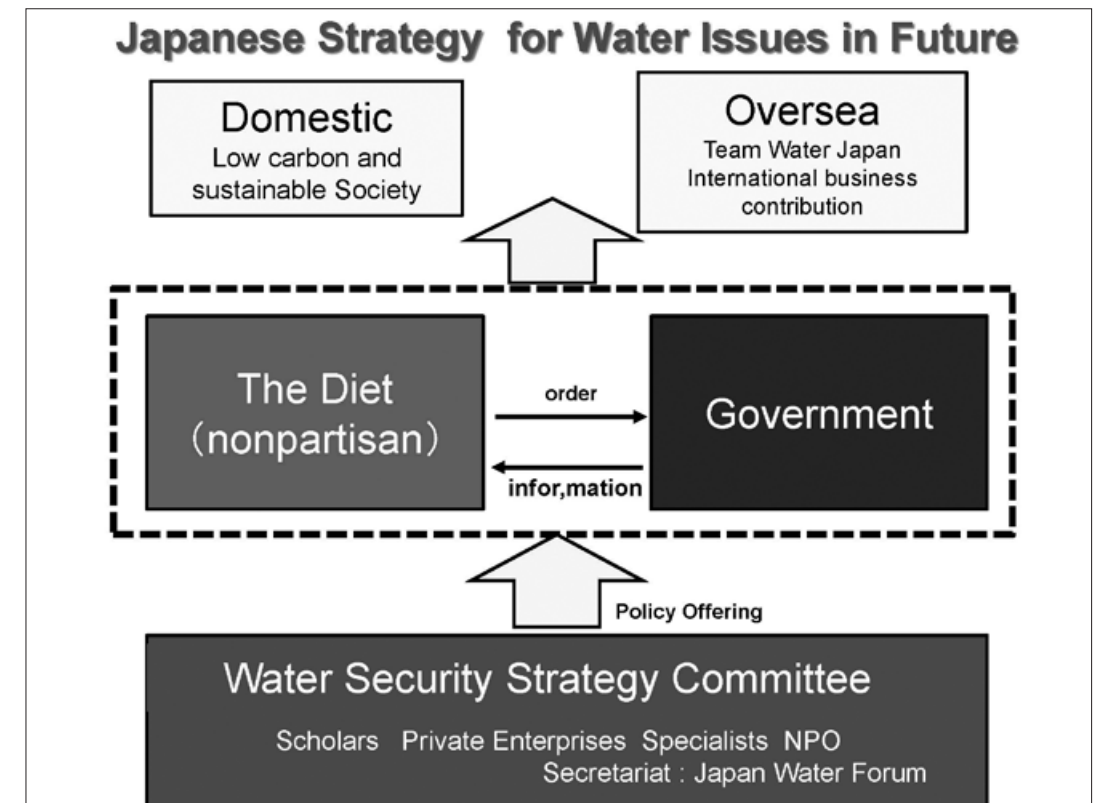 Japanese Strategy for Water Issues in Future
Domestic
Low carbon and
sustainable Society
Oversea
Team Water Japan
International business
contribution
The Diet
（nonpartisan）
order
infor,mation
Government
Policy Offering
Water Security Strategy Committee
Scholars Private Enterprises Specialists NPO
Secretariat : Japan Water Forum